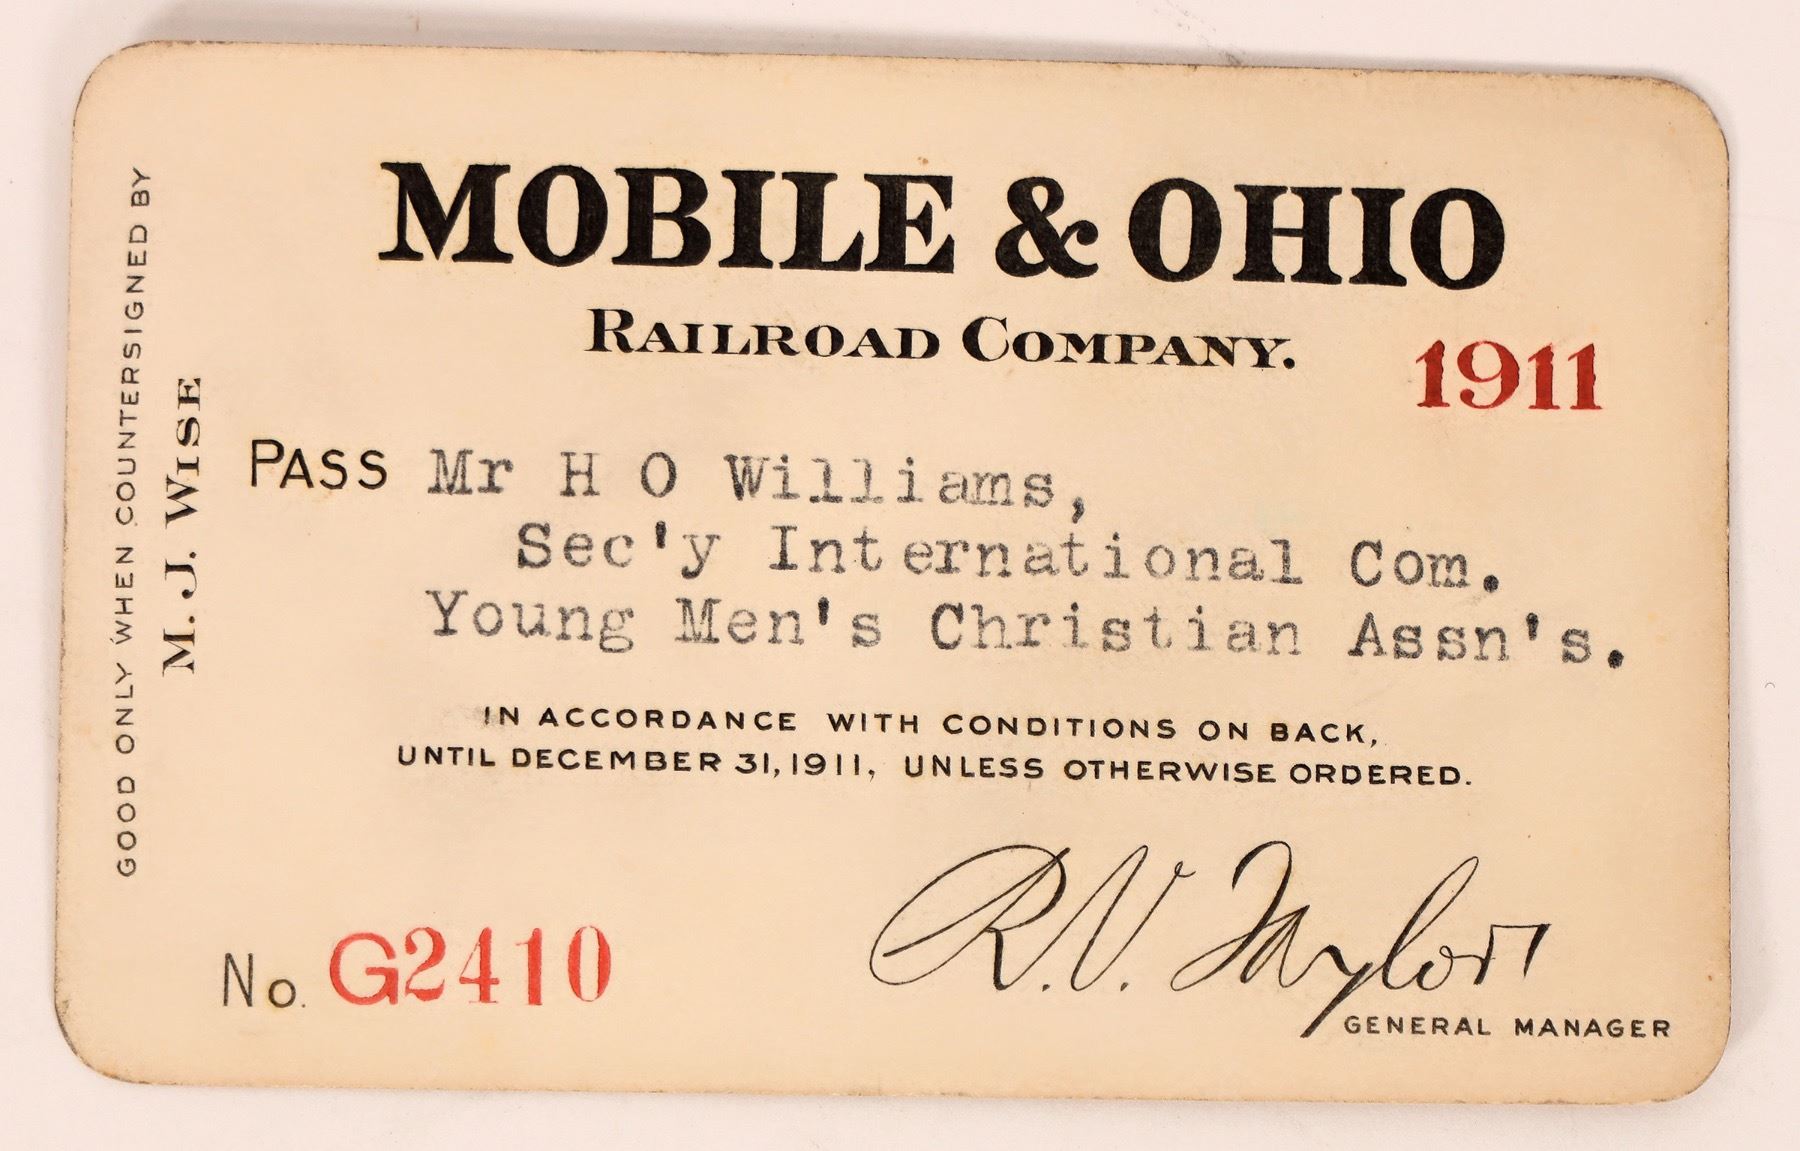 MOBILE & OHIO
RAILROAD COMPANY.
1911
PASS Mr H O Williams,
Sec'y International Com.
Young Men's Christian Assn's.
IN ACCORDANCE WITH CONDITIONS ON BACK,
UNTIL DECEMBER 31, 1911, UNLESS OTHERWISE ORDERED.
R. V. Taylor
GENERAL MANAGER
No. G2410
GOOD ONLY WHEN COUNTERSIGNED BY
M. J. WISE